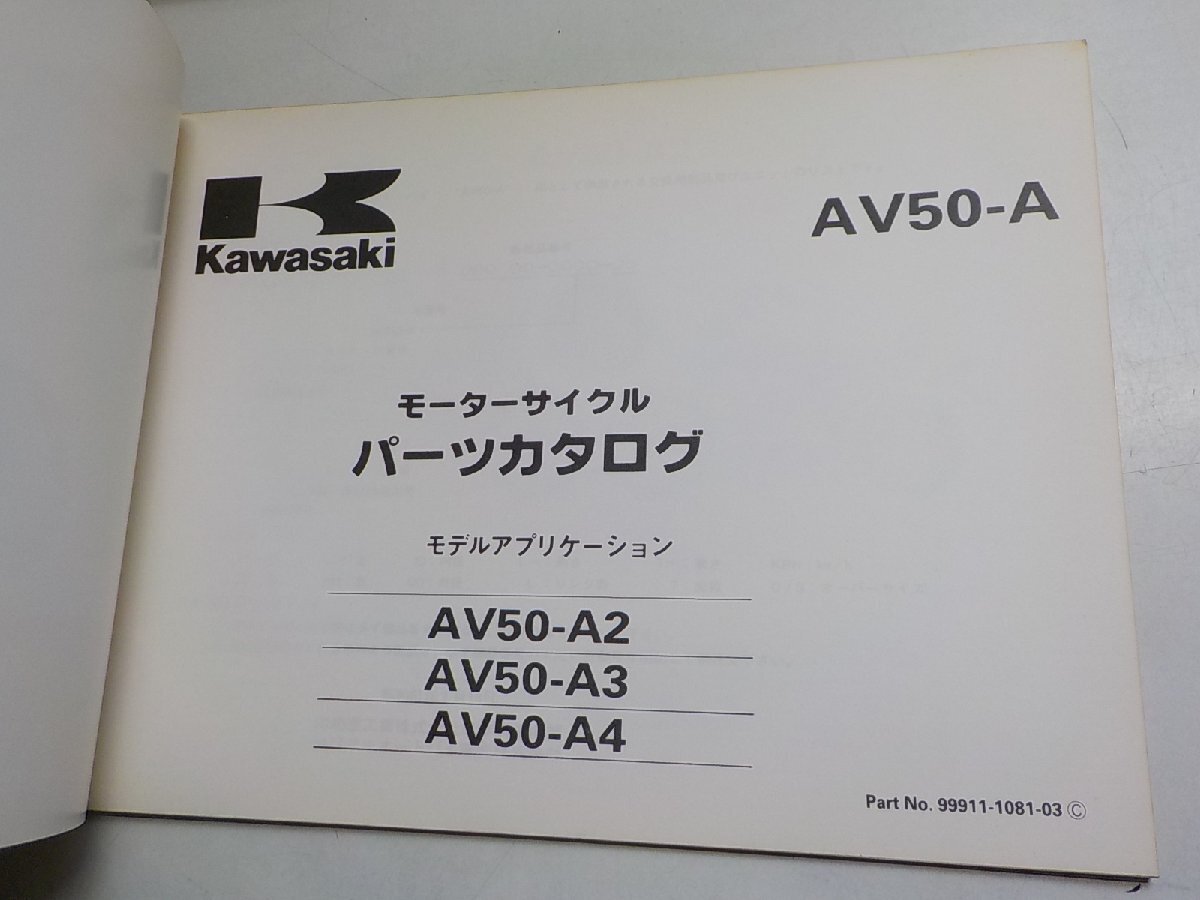 Kawasaki
AV50-A
モーターサイクル
パーツカタログ
モデルアプリケーション
AV50-A2
AV50-A3
AV50-A4
Part No. 99911-1081-03 Ⓒ